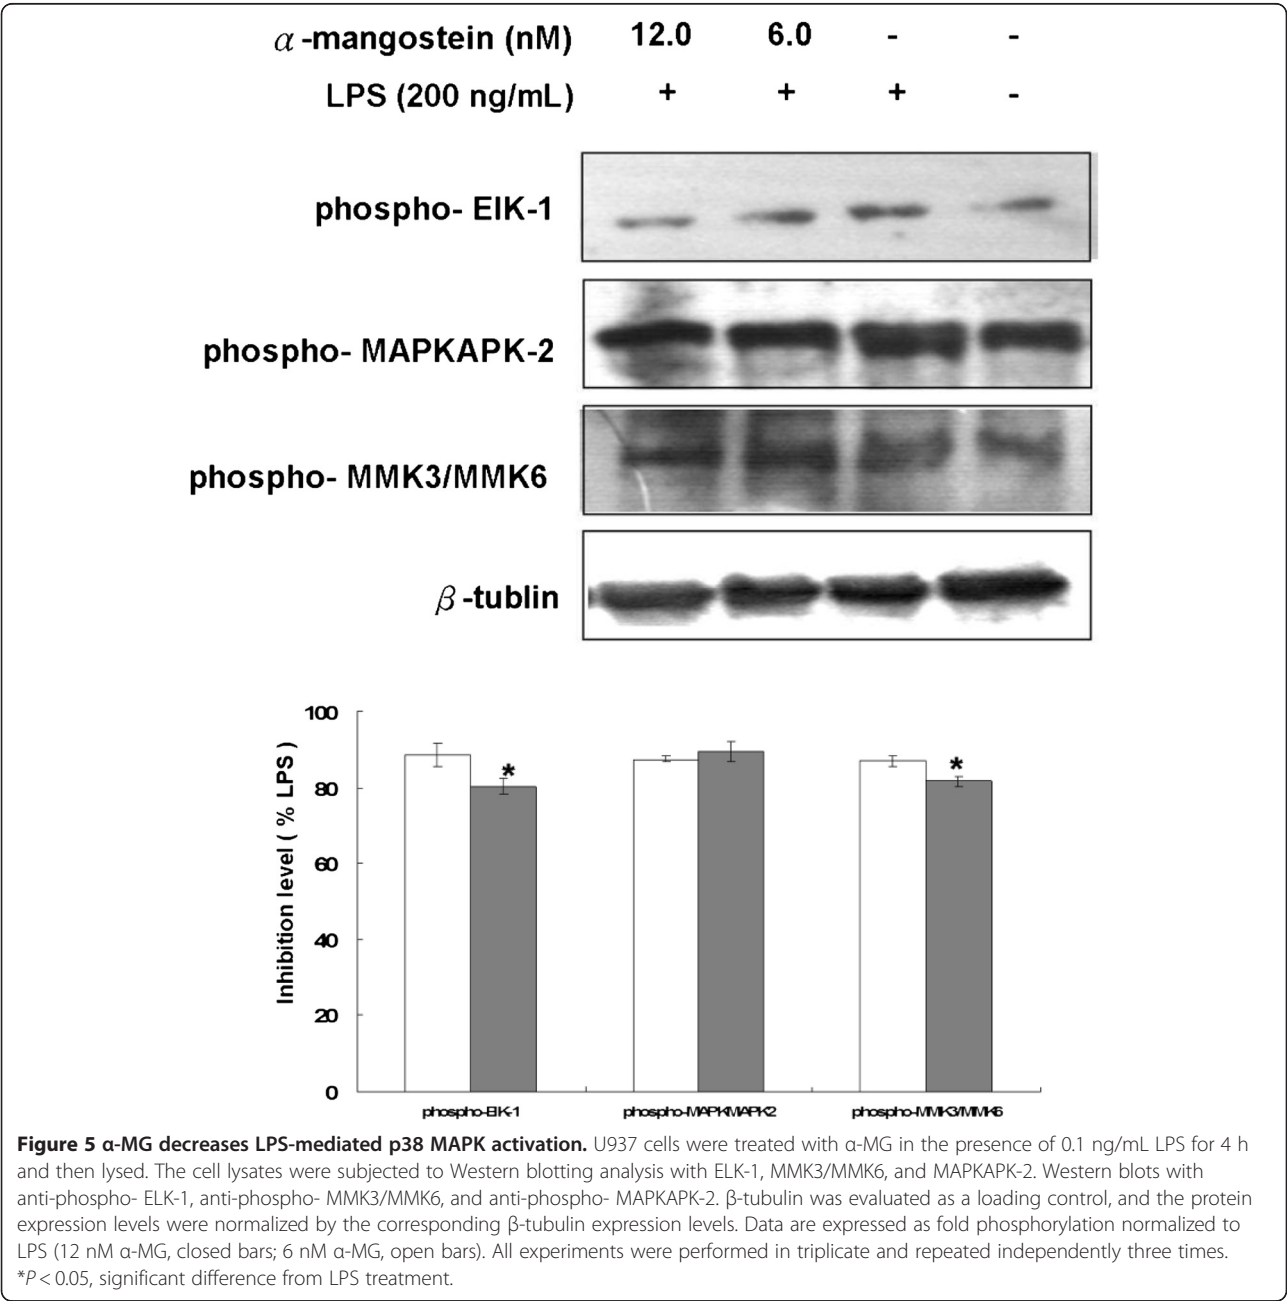 α-mangostein (nM) 12.0 6.0 - -
LPS (200 ng/mL) + + + -
phospho- ElK-1
phospho- MAPKAPK-2
phospho- MMK3/MMK6
β-tublin
Inhibition level ( % LPS )
100
80
60
40
20
0
*
*
phospho-ElK-1 phospho-MAPKMAPK2 phospho-MMK3/MMK6
Figure 5 α-MG decreases LPS-mediated p38 MAPK activation. U937 cells were treated with α-MG in the presence of 0.1 ng/mL LPS for 4 h
and then lysed. The cell lysates were subjected to Western blotting analysis with ELK-1, MMK3/MMK6, and MAPKAPK-2. Western blots with
anti-phospho- ELK-1, anti-phospho- MMK3/MMK6, and anti-phospho- MAPKAPK-2. β-tubulin was evaluated as a loading control, and the protein
expression levels were normalized by the corresponding β-tubulin expression levels. Data are expressed as fold phosphorylation normalized to
LPS (12 nM α-MG, closed bars; 6 nM α-MG, open bars). All experiments were performed in triplicate and repeated independently three times.
*P < 0.05, significant difference from LPS treatment.